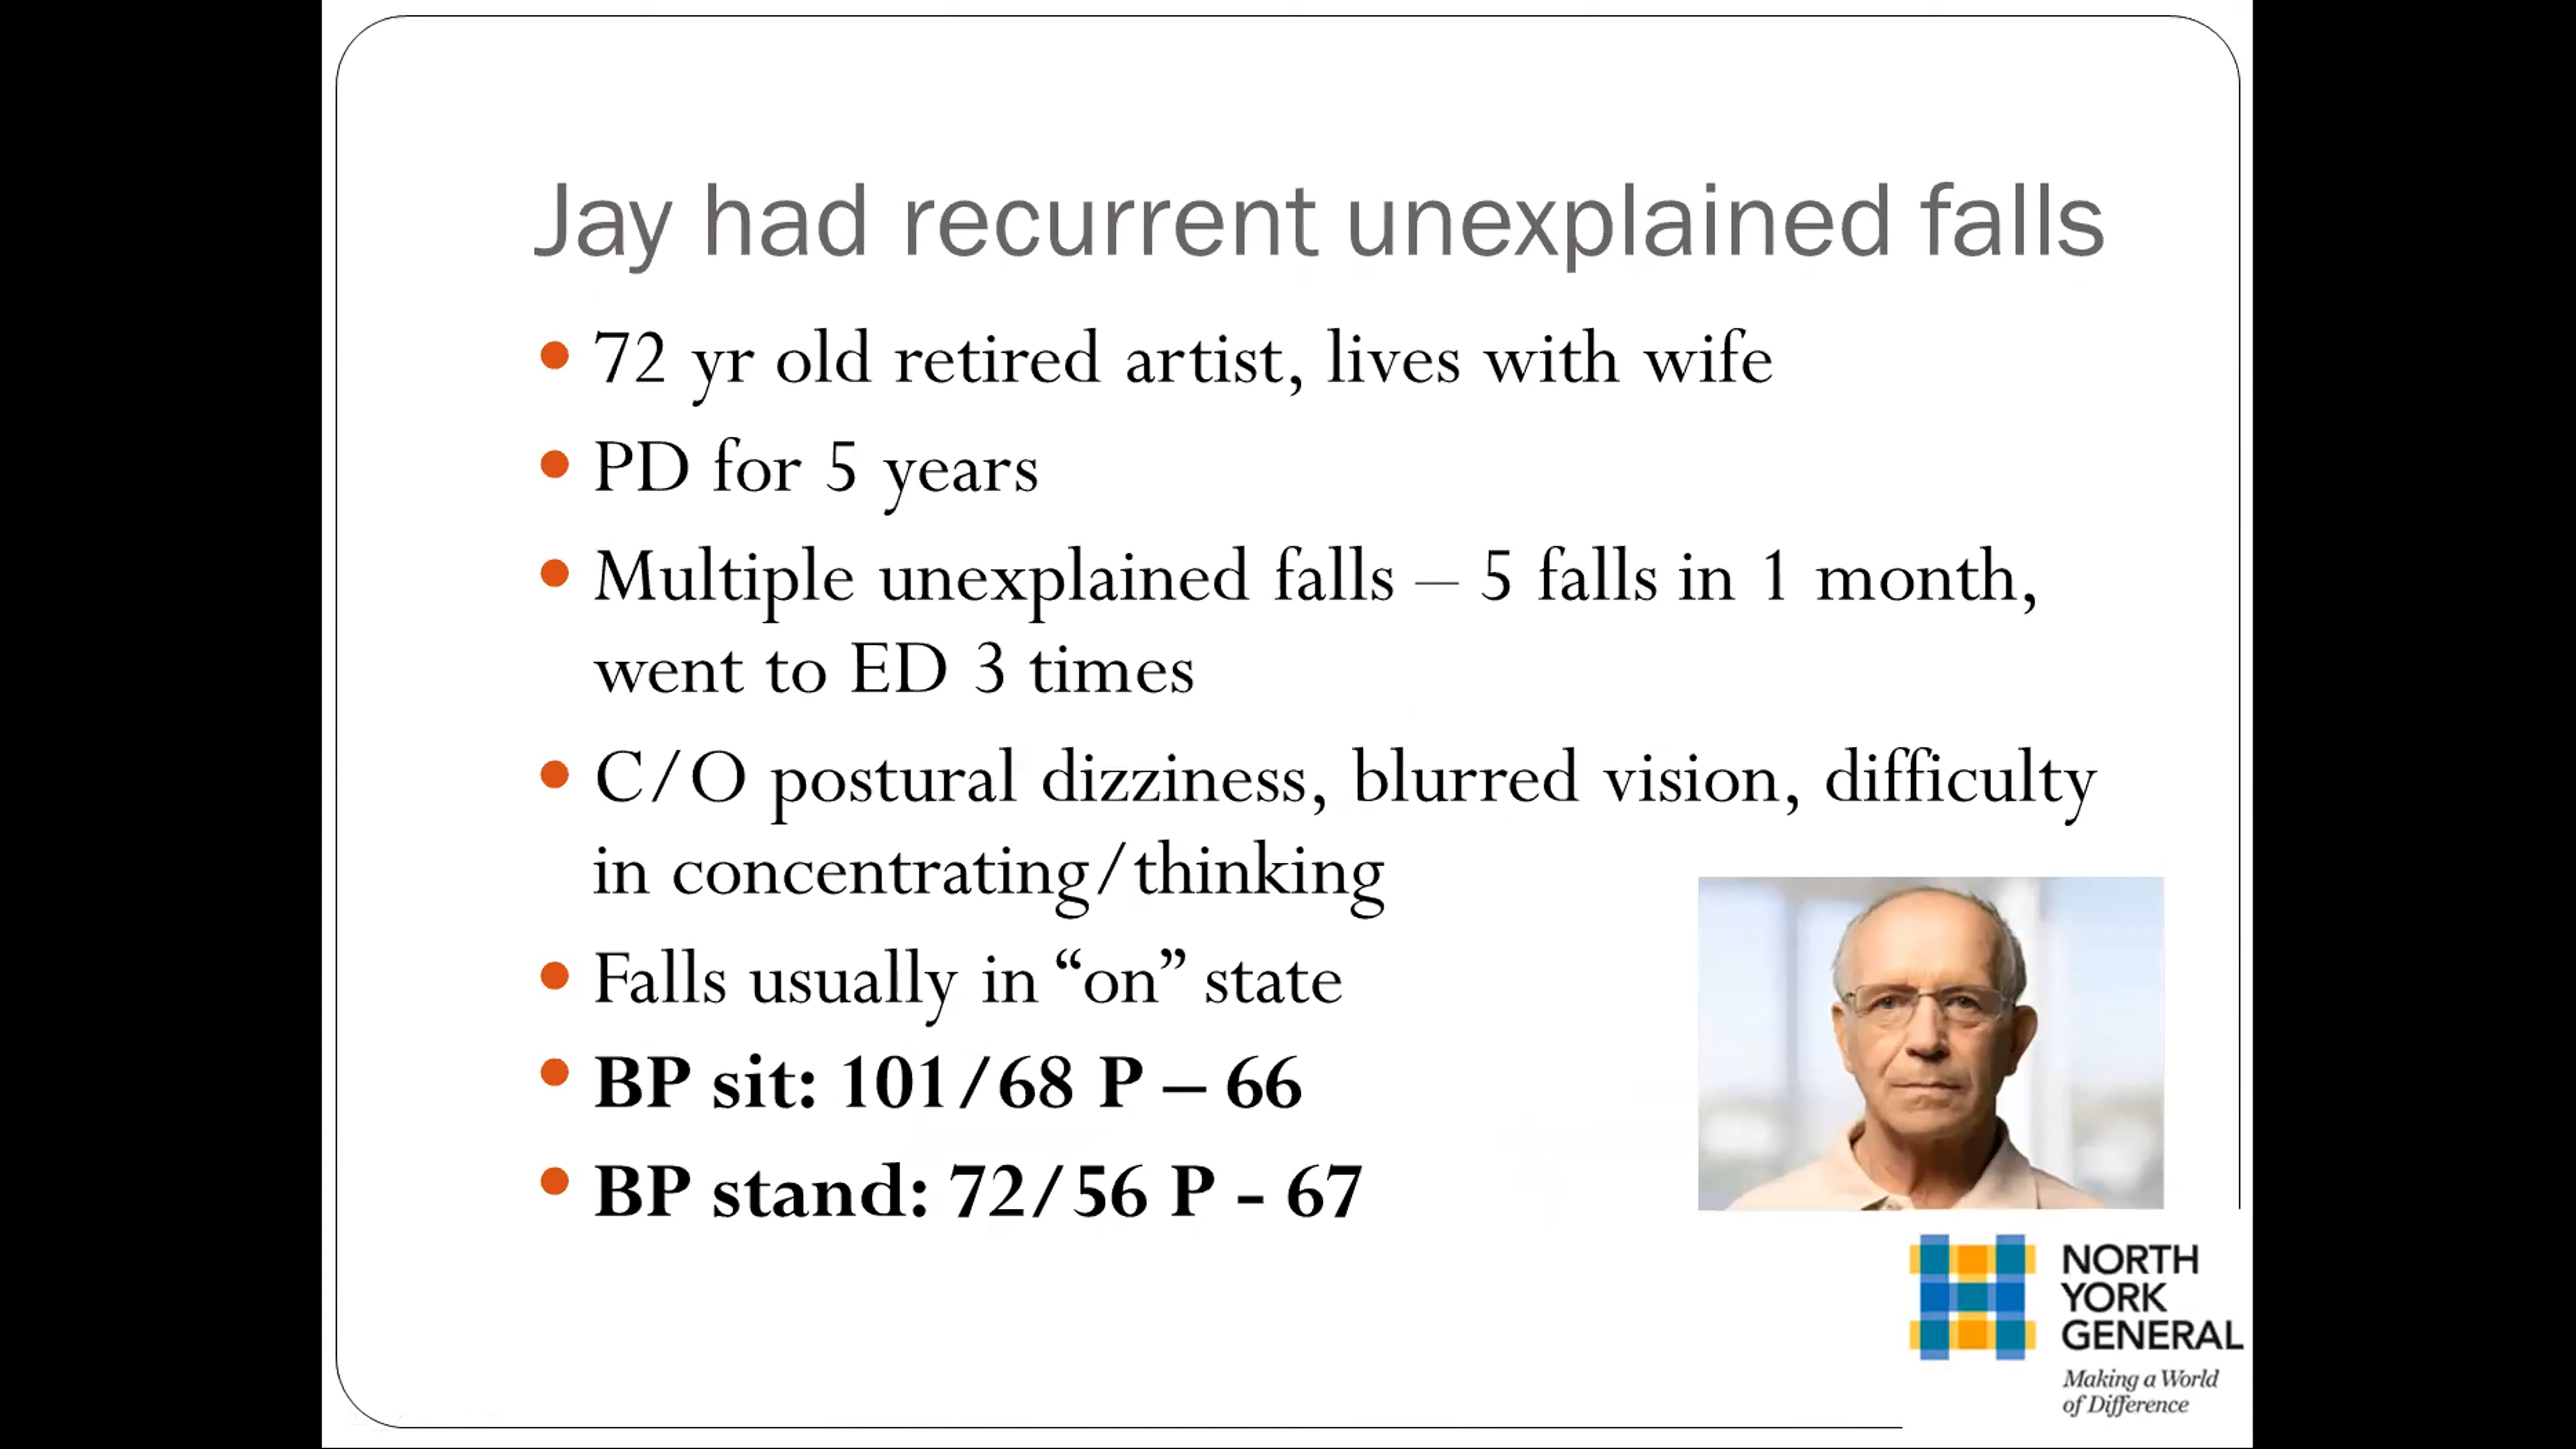 Jay had recurrent unexplained falls
• 72 yr old retired artist, lives with wife
• PD for 5 years
• Multiple unexplained falls – 5 falls in 1 month,
went to ED 3 times
• C/O postural dizziness, blurred vision, difficulty
in concentrating/thinking
• Falls usually in “on” state
• BP sit: 101/68 P – 66
• BP stand: 72/56 P - 67
NORTH
YORK
GENERAL
Making a World
of Difference